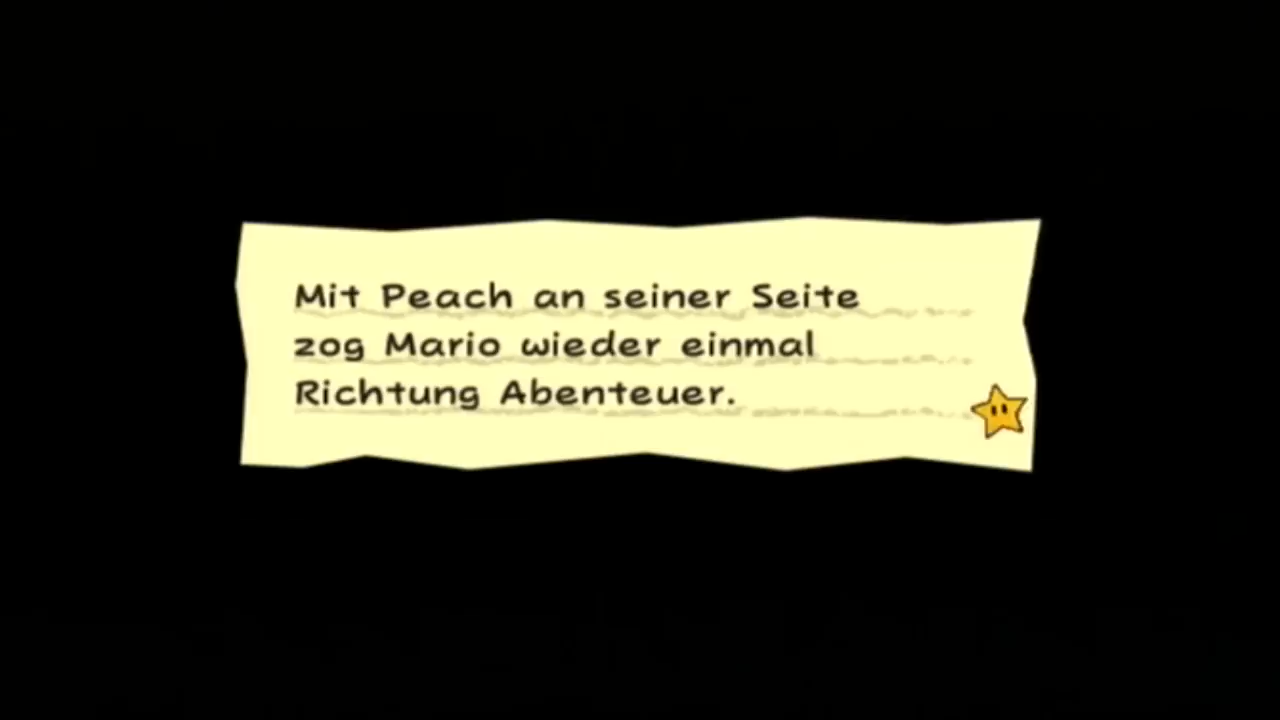 Mit Peach an seiner Seite
zog Mario wieder einmal
Richtung Abenteuer.